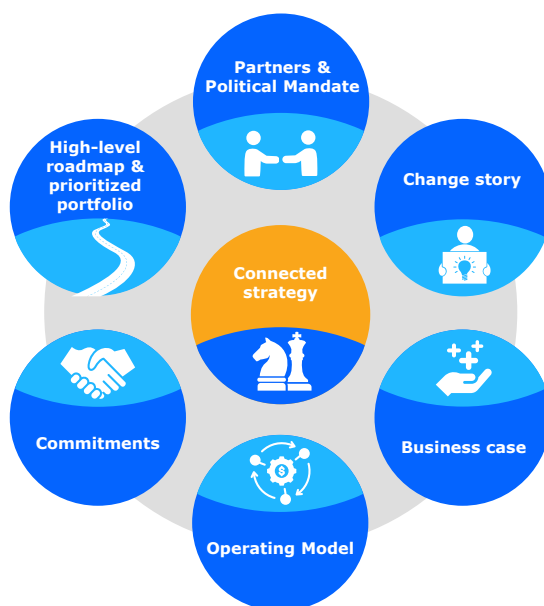 Partners &
Political Mandate
High-level
roadmap &
prioritized
portfolio
Change story
Connected
strategy
$
Commitments
Business case
Operating Model